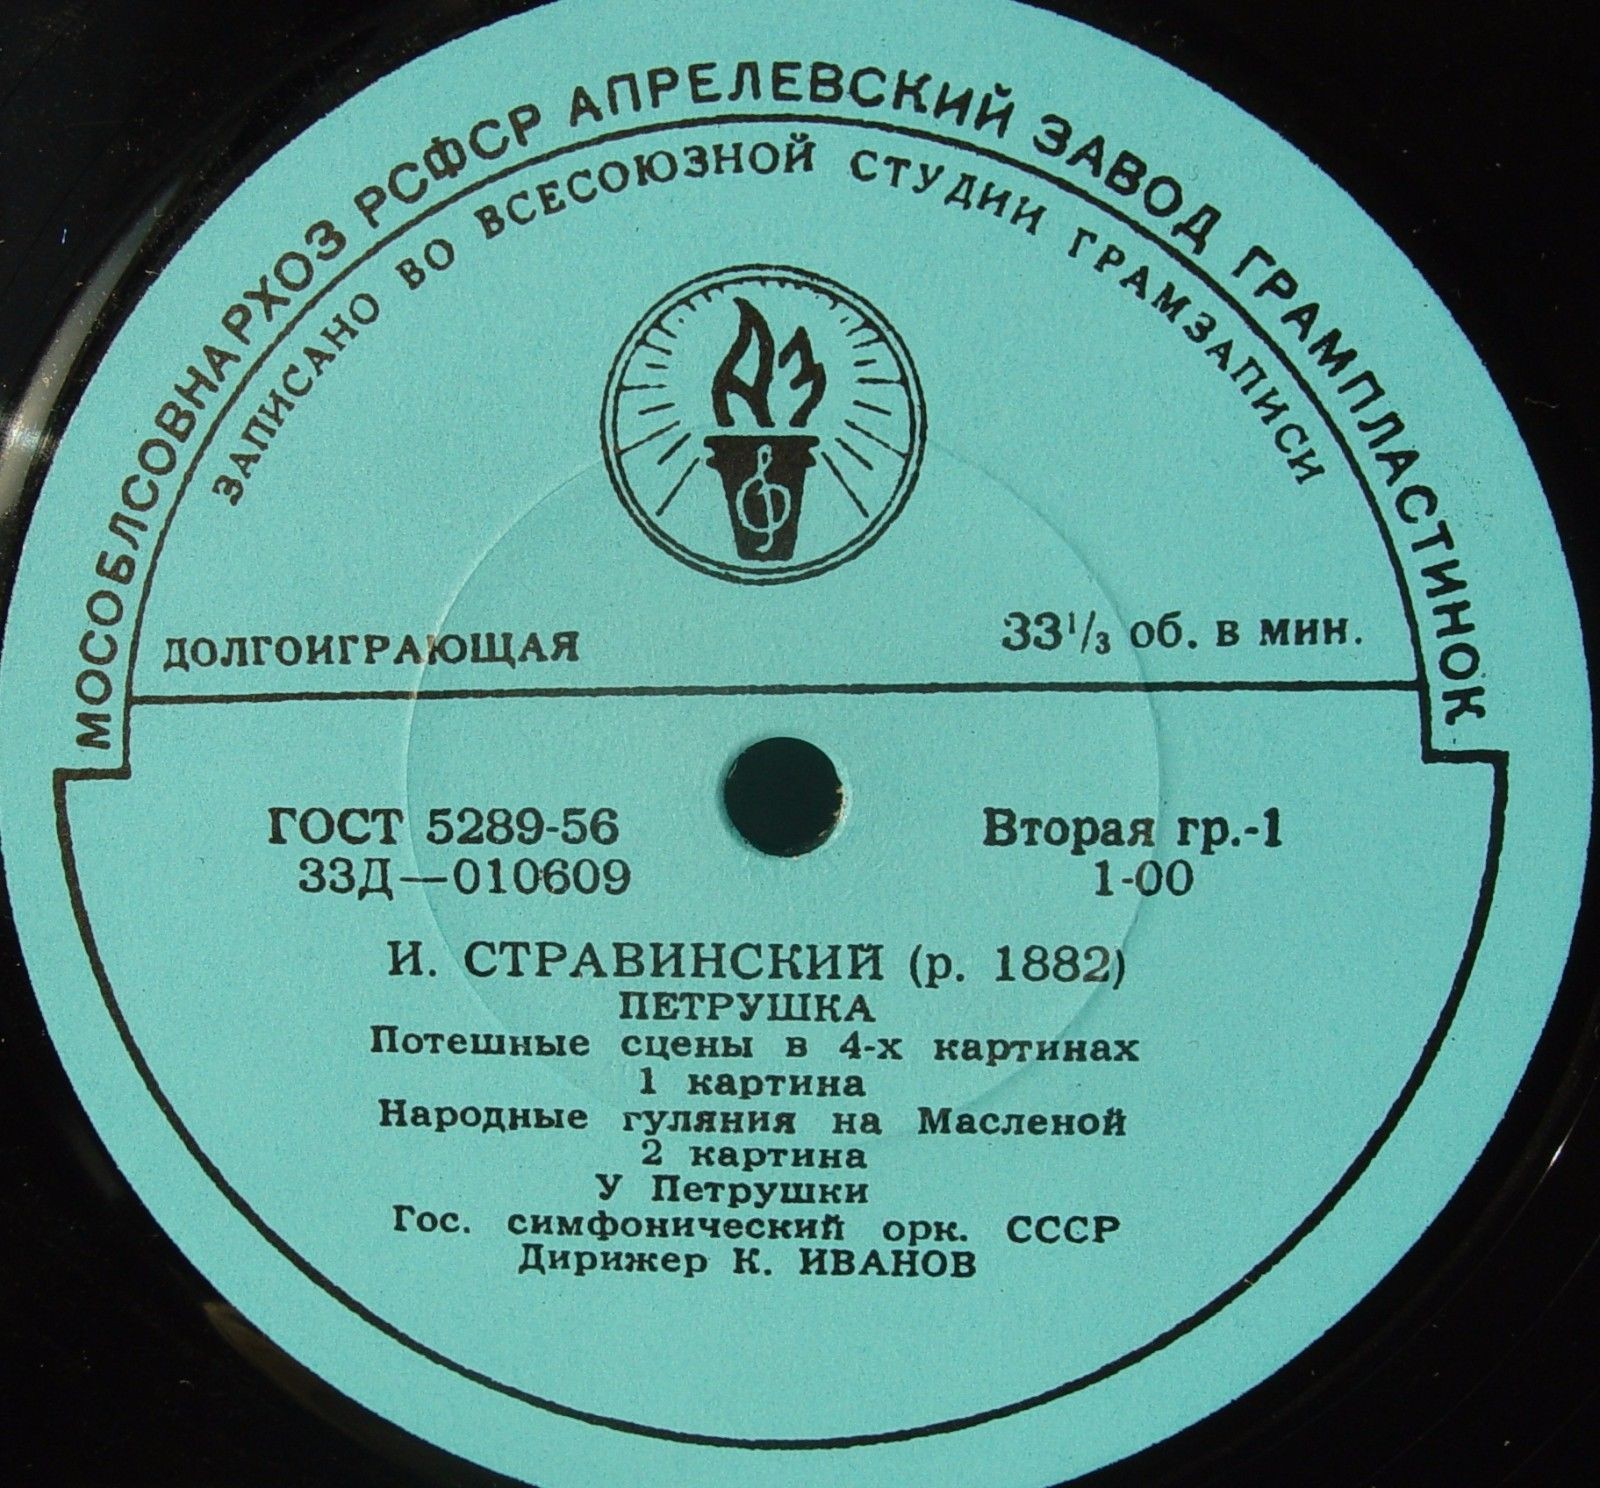 МОСОБЛСОВНАРХОЗ РСФСР АПРЕЛЕВСКИЙ ЗАВОД ГРАМПЛАСТИНОК
ЗАПИСАНО ВО ВСЕСОЮЗНОЙ СТУДИИ ГРАМЗАПИСИ
АЗ
ДОЛГОИГРАЮЩАЯ
33 1/3 об. в мин.
ГОСТ 5289-56
Вторая гр.-1
33Д—010609
1-00
И. СТРАВИНСКИЙ (р. 1882)
ПЕТРУШКА
Потешные сцены в 4-х картинах
1 картина
Народные гуляния на Масленой
2 картина
У Петрушки
Гос. симфонический орк. СССР
Дирижер К. ИВАНОВ